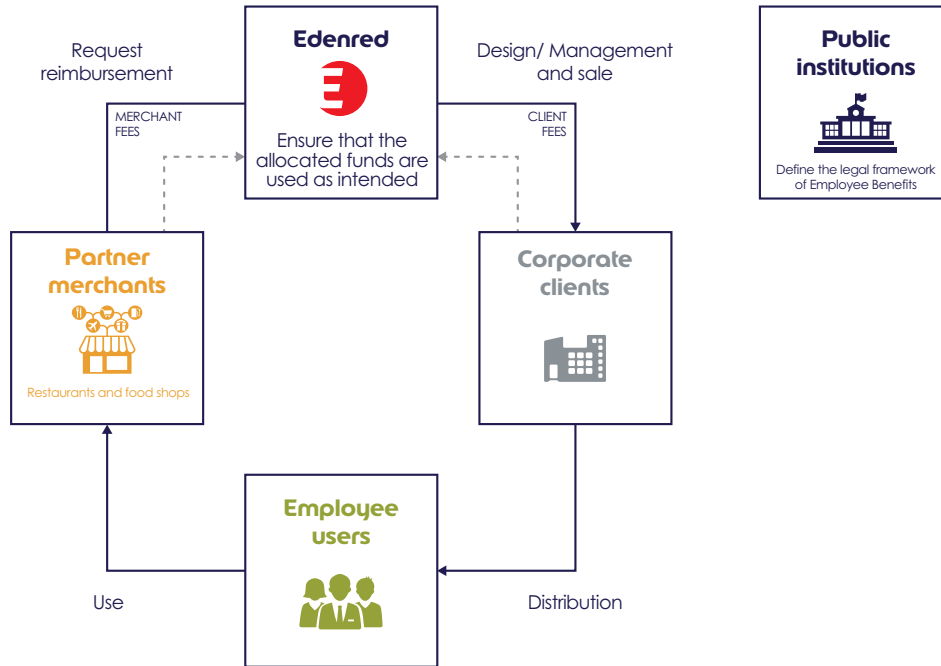 Request
reimbursement
Edenred
Ensure that the
allocated funds are
used as intended
Design/ Management
and sale
Public
institutions
Define the legal framework
of Employee Benefits
MERCHANT
FEES
CLIENT
FEES
Partner
merchants
Restaurants and food shops
Corporate
clients
Employee
users
Use
Distribution